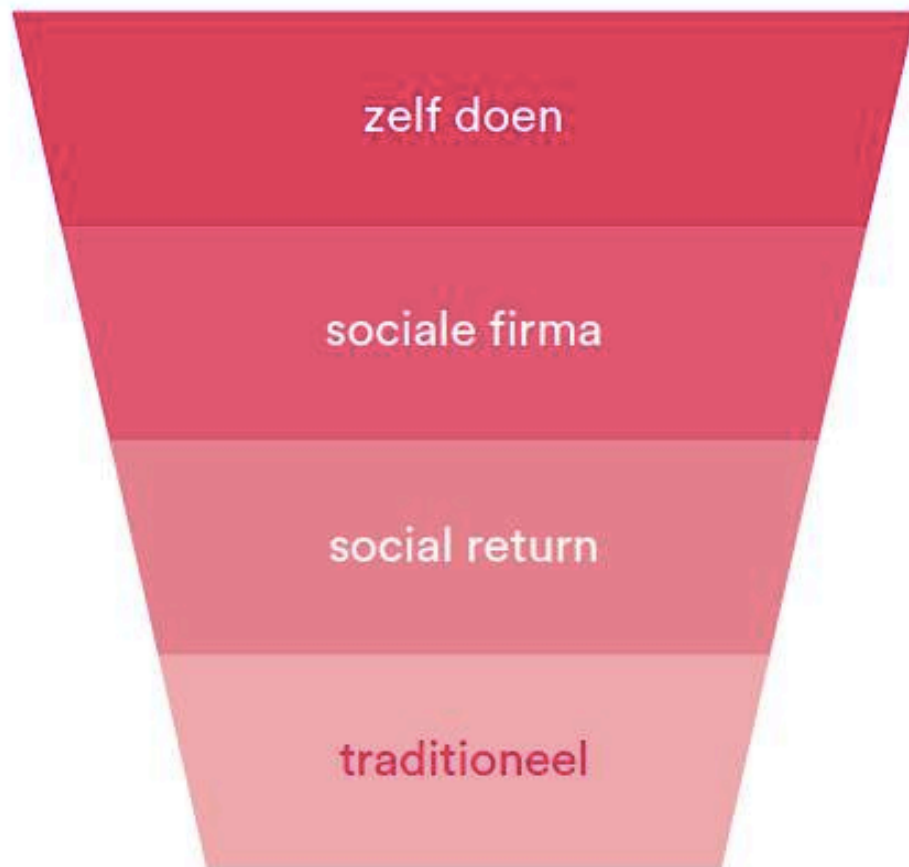 zelf doen
sociale firma
social return
traditioneel